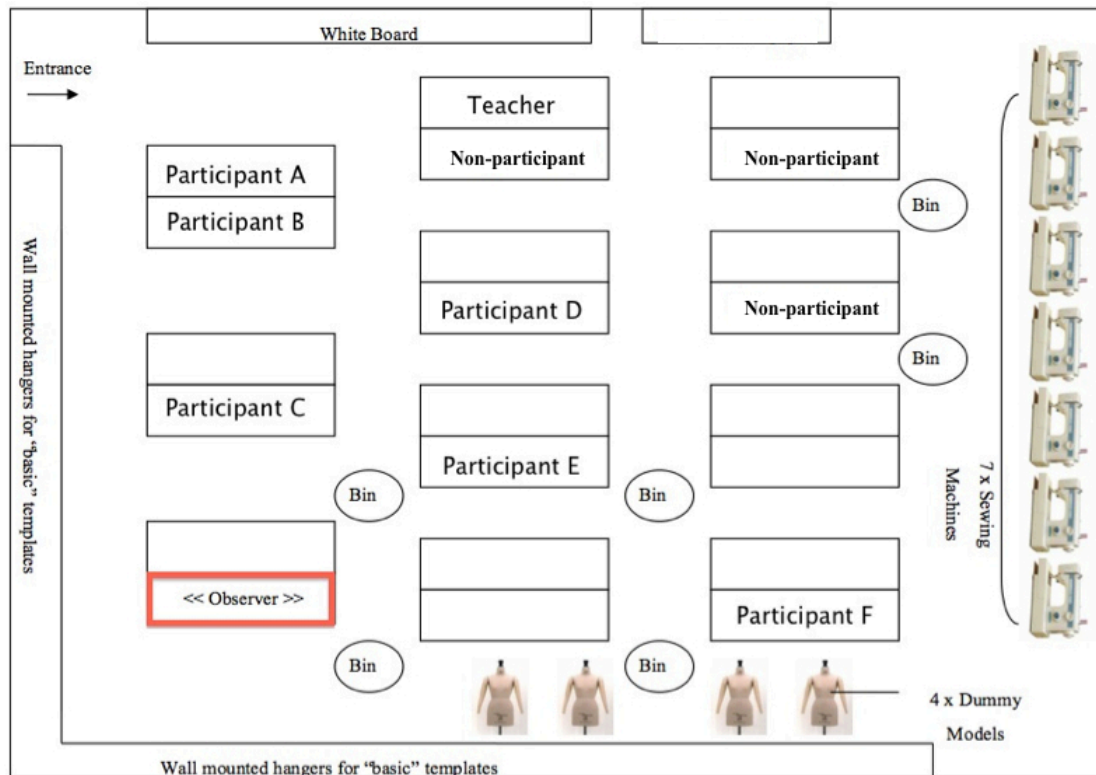 White Board
Entrance
Teacher
Non-participant
Non-participant
Participant A
Participant B
Bin
Participant D
Non-participant
Bin
Participant C
Participant E
Bin
Bin
<< Observer >>
Participant F
Bin
Bin
Wall mounted hangers for "basic" templates
7 x Sewing
Machines
4 x Dummy
Models
Wall mounted hangers for "basic" templates